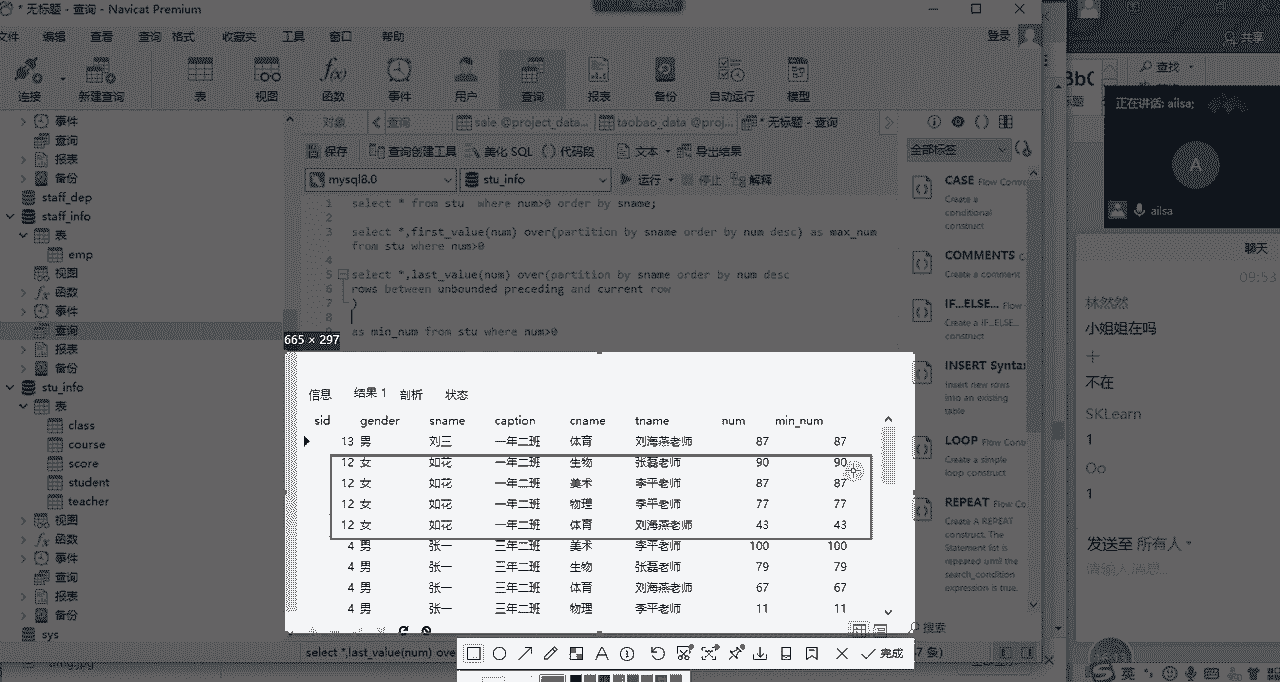 * 无标题 - 查询 - Navicat Premium
文件 编辑 查看 查询 格式 收藏夹 工具 窗口 帮助 登录
连接 新建查询 表 视图 函数 事件 用户 查询 报表 备份 自动运行 模型
共享
查找
正在讲话: ailsa;
A
ailsa
对象 查询 sale @project_data... taobao_data @proj... * 无标题 - 查询
保存 查询创建工具 美化 SQL () 代码段 文本 导出结果
mysql8.0 stu_info 运行 停止 解释
事件
查询
报表
备份
staff_dep
staff_info
表
emp
视图
函数
事件
查询
报表
备份
stu_info
表
class
course
score
student
teacher
视图
函数
事件
查询
报表
备份
sys
1 select * from stu  where num>0 order by sname;
2
3 select *,first_value(num) over(partition by sname order by num desc) as max_num
from stu where num>0
4
5 select *,last_value(num) over(partition by sname order by num desc
6 rows between unbounded preceding and current row
7 )
8
as min_num from stu where num>0
665 × 297
信息 结果 1 剖析 状态
sid gender sname caption cname tname num min_num
13 男 刘三 一年二班 体育 刘海燕老师 87 87
12 女 如花 一年二班 生物 张磊老师 90 90
12 女 如花 一年二班 美术 李平老师 87 87
12 女 如花 一年二班 物理 李平老师 77 77
12 女 如花 一年二班 体育 刘海燕老师 43 43
4 男 张一 三年二班 美术 李平老师 100 100
4 男 张一 三年二班 生物 张磊老师 79 79
4 男 张一 三年二班 体育 刘海燕老师 67 67
4 男 张一 三年二班 物理 李平老师 11 11
select *,last_value(num) ove
完成
全部标签
CASE Flow Contr
Create a
conditional
construct
COMMENTS C
Create a comment
IF...ELSE... Flow
Create a IF...ELSE...
construct
INSERT Syntax
Insert new rows
into an existing
table
LOOP Flow Conti
Create a simple
loop construct
REPEAT Flow Co
Create A REPEAT
construct. The
Statement list is
repeated until the
search_condition
expression is true.
搜索
聊天
09:53
林然然
小姐姐在吗
十
不在
SKLearn
1
Oo
1
发送至 所有人
请输入消息...
英